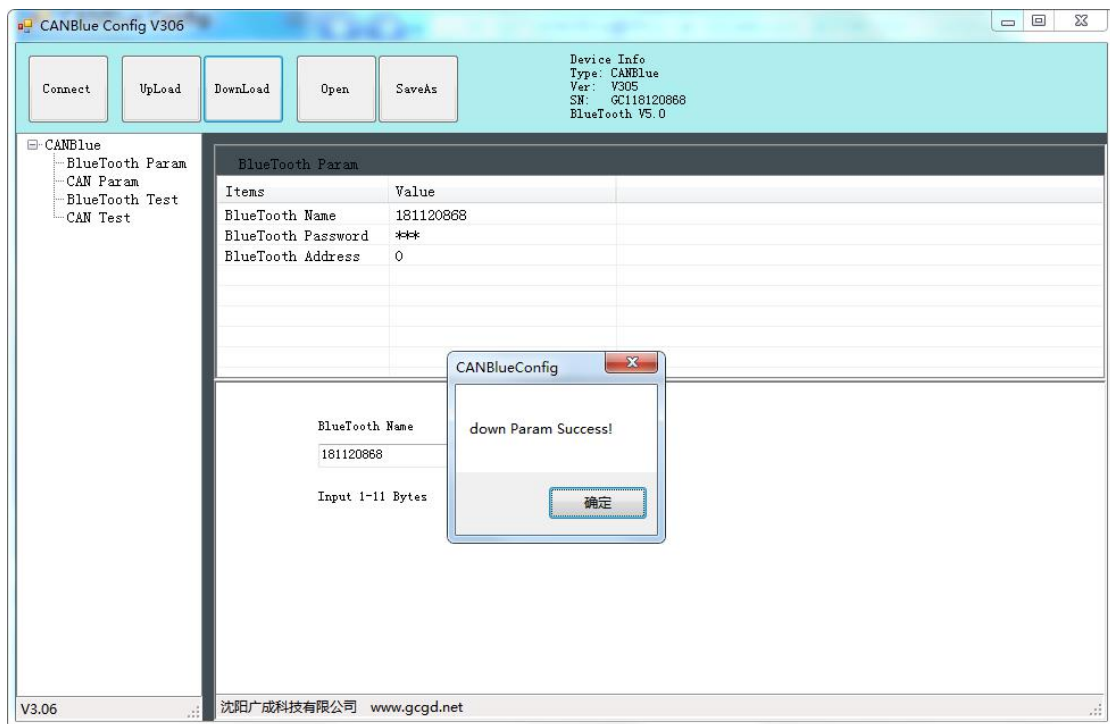 CANBlue Config V306
Connect
UpLoad
DownLoad
Open
SaveAs
Device Info
Type: CANBlue
Ver: V305
SN: GC118120868
BlueTooth V5.0
CANBlue
BlueTooth Param
CAN Param
BlueTooth Test
CAN Test
BlueTooth Param
Items Value
BlueTooth Name 181120868
BlueTooth Password ***
BlueTooth Address 0
CANBlueConfig
down Param Success!
确定
BlueTooth Name
181120868
Input 1-11 Bytes
V3.06
沈阳广成科技有限公司 www.gcgd.net